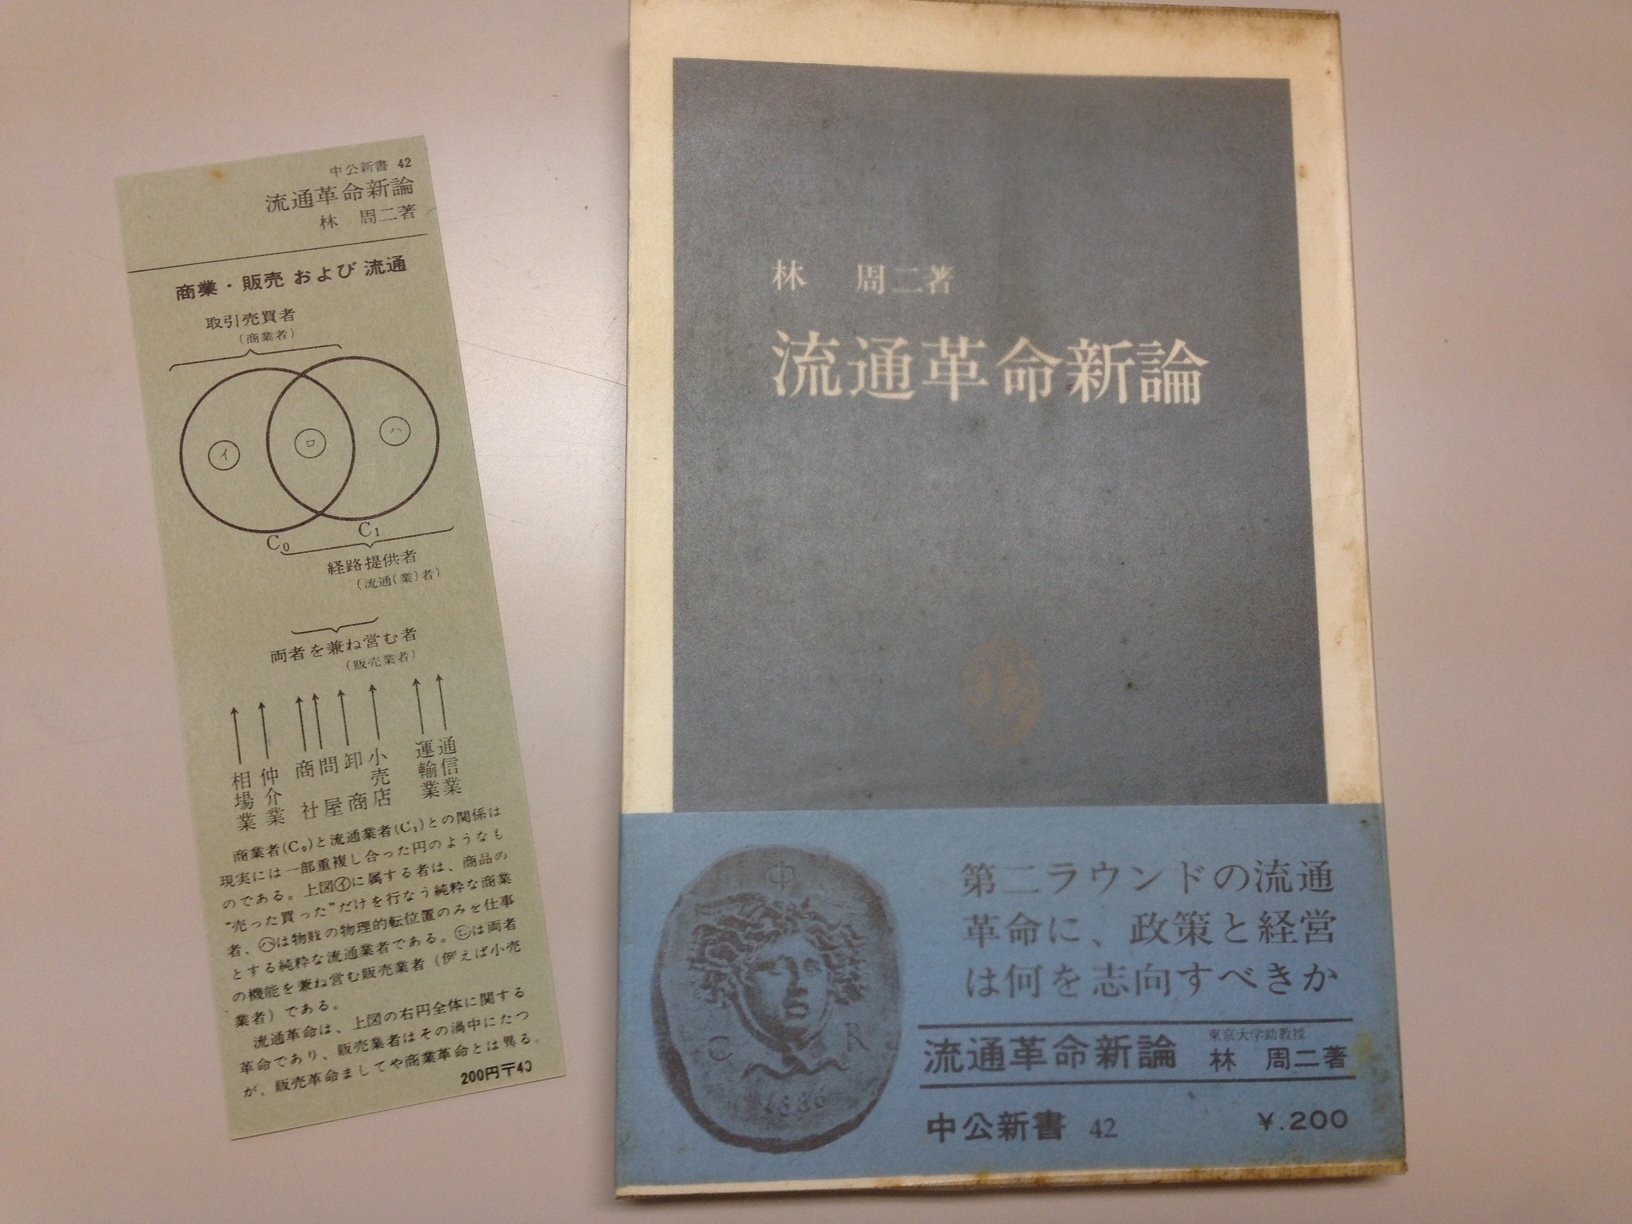 中公新書 42
流通革命新論
林 周二著
商業・販売 および 流通
取引売買者
(商業者)
イ
ロ
ハ
C₀
C₁
経路提供者
(流通(業)者)
両者を兼ね営む者
(販売業者)
相場業
仲介業
商社
問屋
卸商
小売店
運輸業
通信業
商業者(C₀)と流通業者(C₁)との関係は
現実には一部重複し合った円のようなも
のである。上図㋑に属する者は、商品の
“売った買った”だけを行なう純粋な商業
者、㋩は物貨の物理的転位置のみを仕事
とする純粋な流通業者である。㋺は両者
の機能を兼ね営む販売業者(例えば小売
業者)である。
流通革命は、上図の右円全体に関する
革命であり、販売業者はその渦中にたつ
が、販売革命ましてや商業革命とは異る。
200円〒40
林 周二著
流通革命新論
第二ラウンドの流通
革命に、政策と経営
は何を志向すべきか
東京大学助教授
流通革命新論 林 周二著
中公新書 42 ¥.200
中
C R
1886